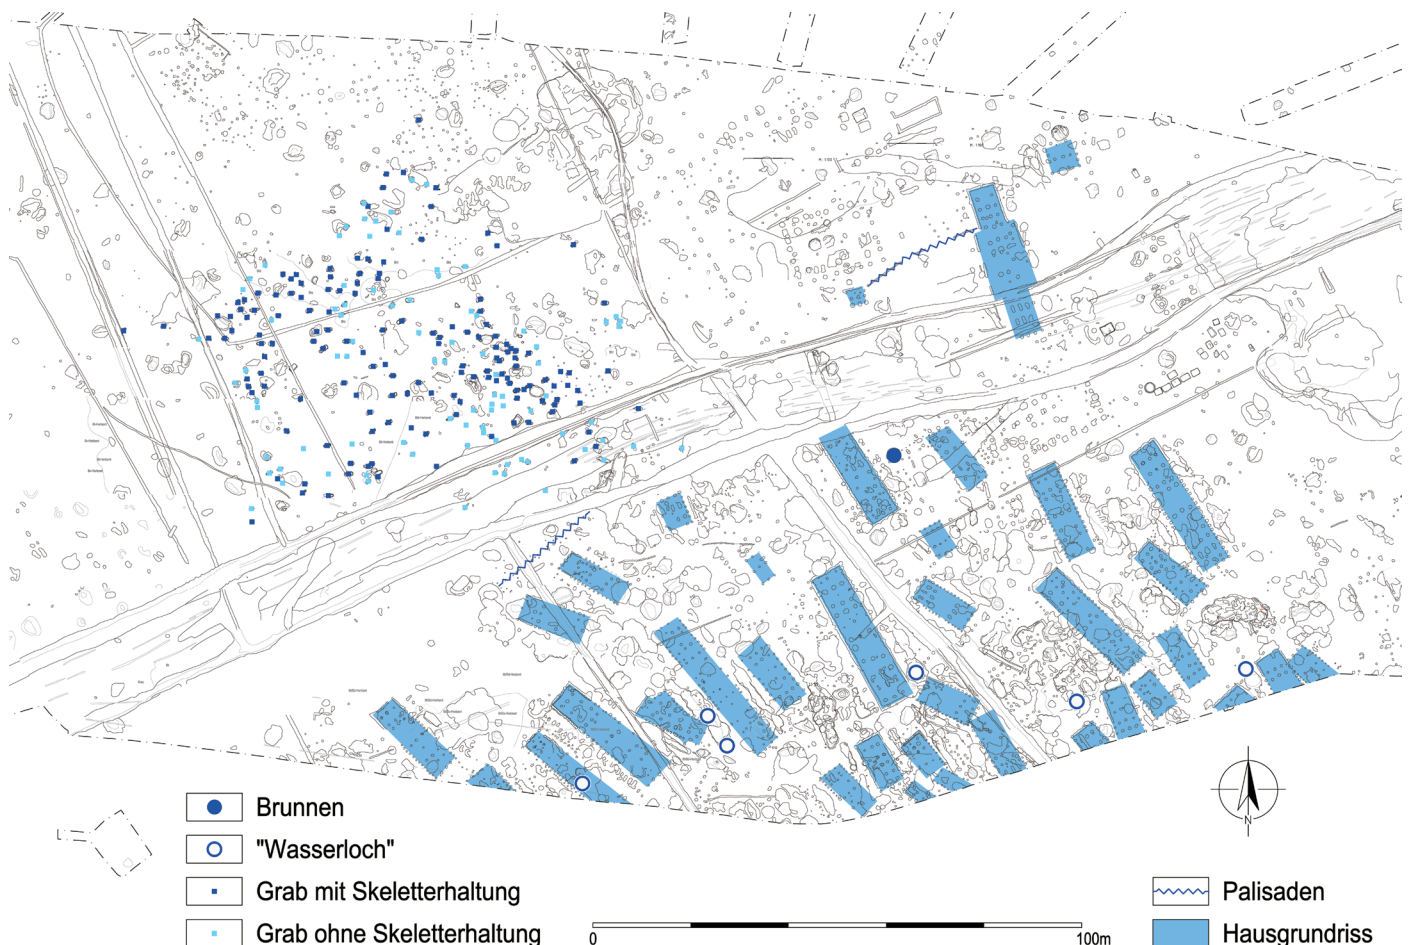 Brunnen
"Wasserloch"
Grab mit Skeletterhaltung
Grab ohne Skeletterhaltung
0
100m
N
Palisaden
Hausgrundriss